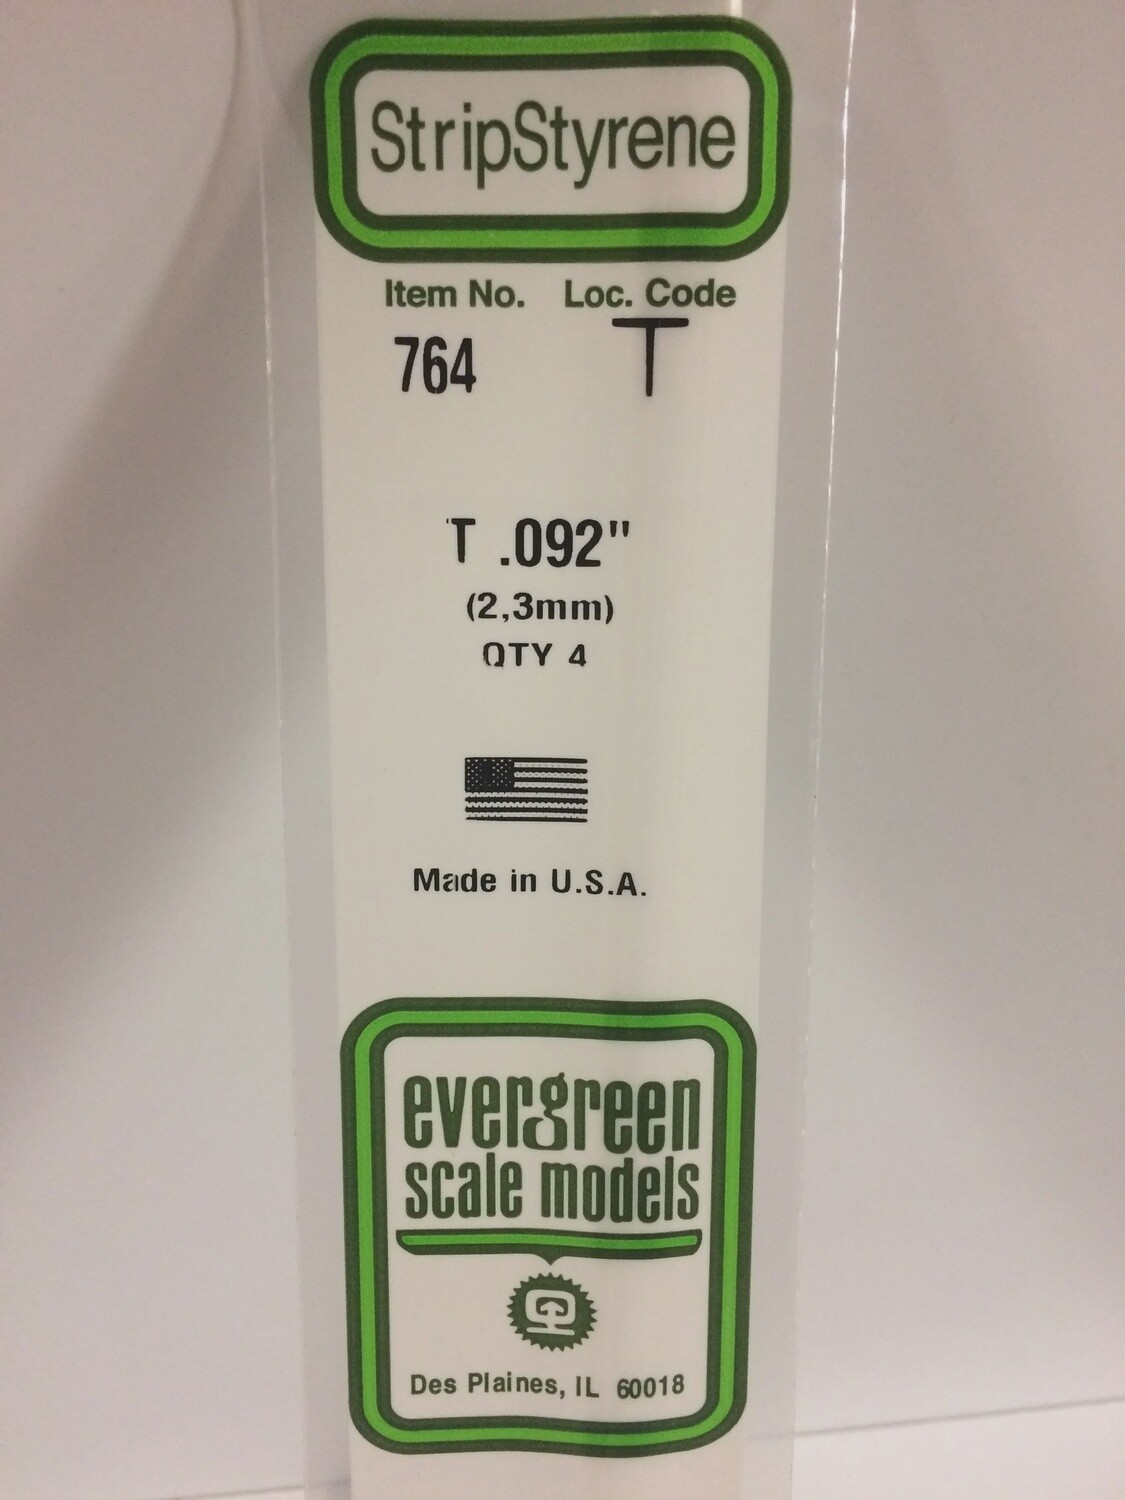 StripStyrene
Item No. Loc. Code
764 T
T .092"
(2,3mm)
QTY 4
Made in U.S.A.
evergreen
scale models
Des Plaines, IL 60018